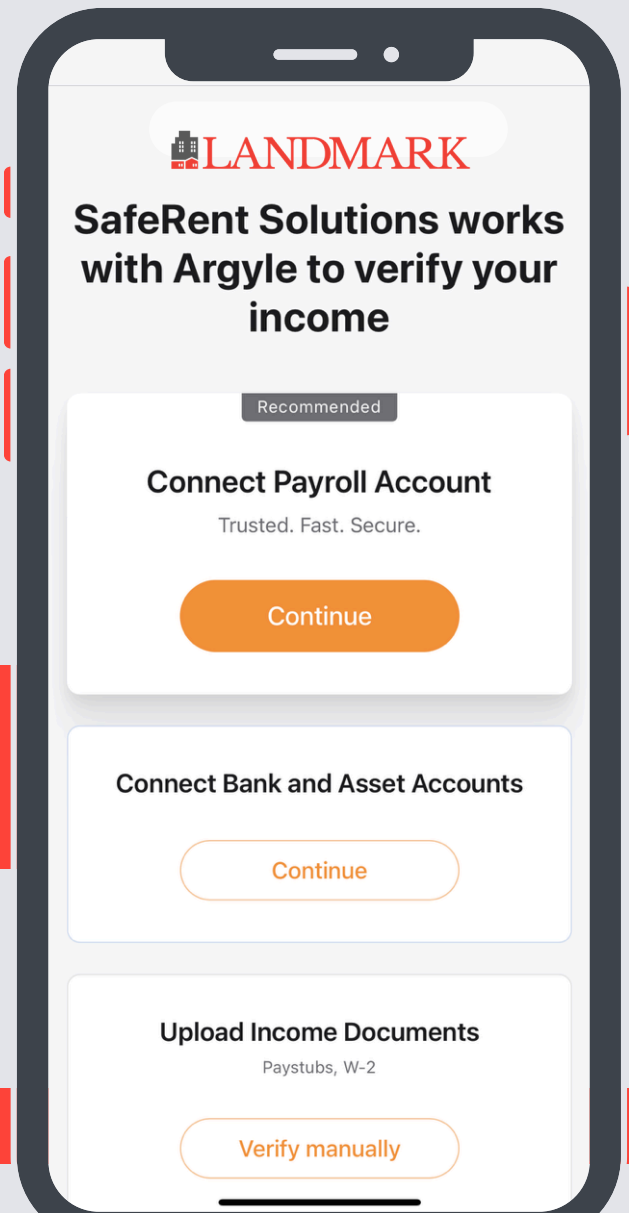 LANDMARK
SafeRent Solutions works
with Argyle to verify your
income
Recommended
Connect Payroll Account
Trusted. Fast. Secure.
Continue
Connect Bank and Asset Accounts
Continue
Upload Income Documents
Paystubs, W-2
Verify manually